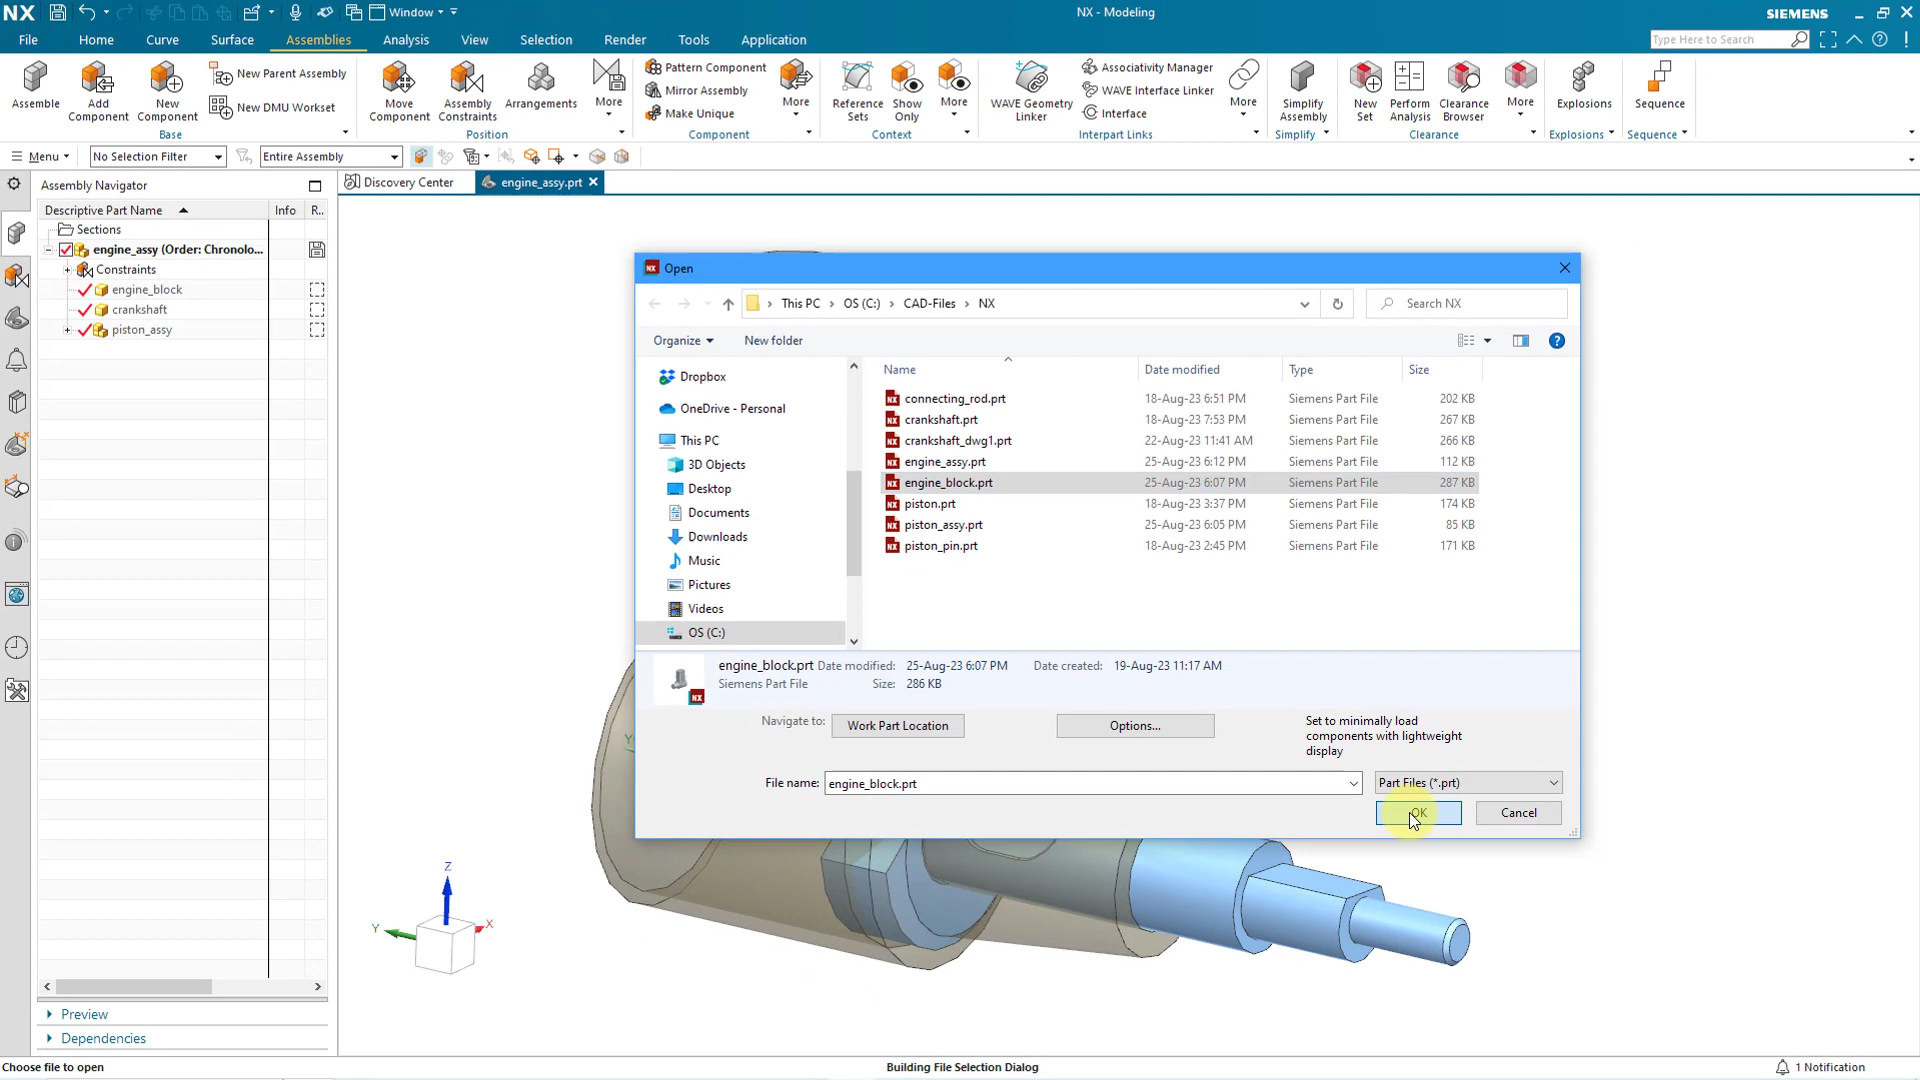 NX
Window
NX - Modeling
SIEMENS
File
Home
Curve
Surface
Assemblies
Analysis
View
Selection
Render
Tools
Application
Type Here to Search
Assemble
Add
Component
New
Component
New Parent Assembly
New DMU Workset
Base
Move
Component
Assembly
Constraints
Arrangements
More
Position
Pattern Component
Mirror Assembly
Make Unique
More
Component
Reference
Sets
Show
Only
More
Context
WAVE Geometry
Linker
Associativity Manager
WAVE Interface Linker
Interface
More
Interpart Links
Simplify
Assembly
Simplify
New
Set
Perform
Analysis
Clearance
Browser
More
Clearance
Explosions
Explosions
Sequence
Sequence
Menu
No Selection Filter
Entire Assembly
Assembly Navigator
Discovery Center
engine_assy.prt
Descriptive Part Name
Info
R..
Sections
engine_assy (Order: Chronolo...
Constraints
engine_block
crankshaft
piston_assy
NX Open
This PC
OS (C:)
CAD-Files
NX
Search NX
Organize
New folder
Dropbox
OneDrive - Personal
This PC
3D Objects
Desktop
Documents
Downloads
Music
Pictures
Videos
OS (C:)
Name Date modified Type Size
connecting_rod.prt 18-Aug-23 6:51 PM Siemens Part File 202 KB
crankshaft.prt 18-Aug-23 7:53 PM Siemens Part File 267 KB
crankshaft_dwg1.prt 22-Aug-23 11:41 AM Siemens Part File 266 KB
engine_assy.prt 25-Aug-23 6:12 PM Siemens Part File 112 KB
engine_block.prt 25-Aug-23 6:07 PM Siemens Part File 287 KB
piston.prt 18-Aug-23 3:37 PM Siemens Part File 174 KB
piston_assy.prt 25-Aug-23 6:05 PM Siemens Part File 85 KB
piston_pin.prt 18-Aug-23 2:45 PM Siemens Part File 171 KB
engine_block.prt Date modified: 25-Aug-23 6:07 PM Date created: 19-Aug-23 11:17 AM
Siemens Part File Size: 286 KB
Navigate to:
Work Part Location
Options...
Set to minimally load
components with lightweight
display
File name:
engine_block.prt
Part Files (*.prt)
OK
Cancel
Z
Y
X
Preview
Dependencies
Choose file to open
Building File Selection Dialog
1 Notification